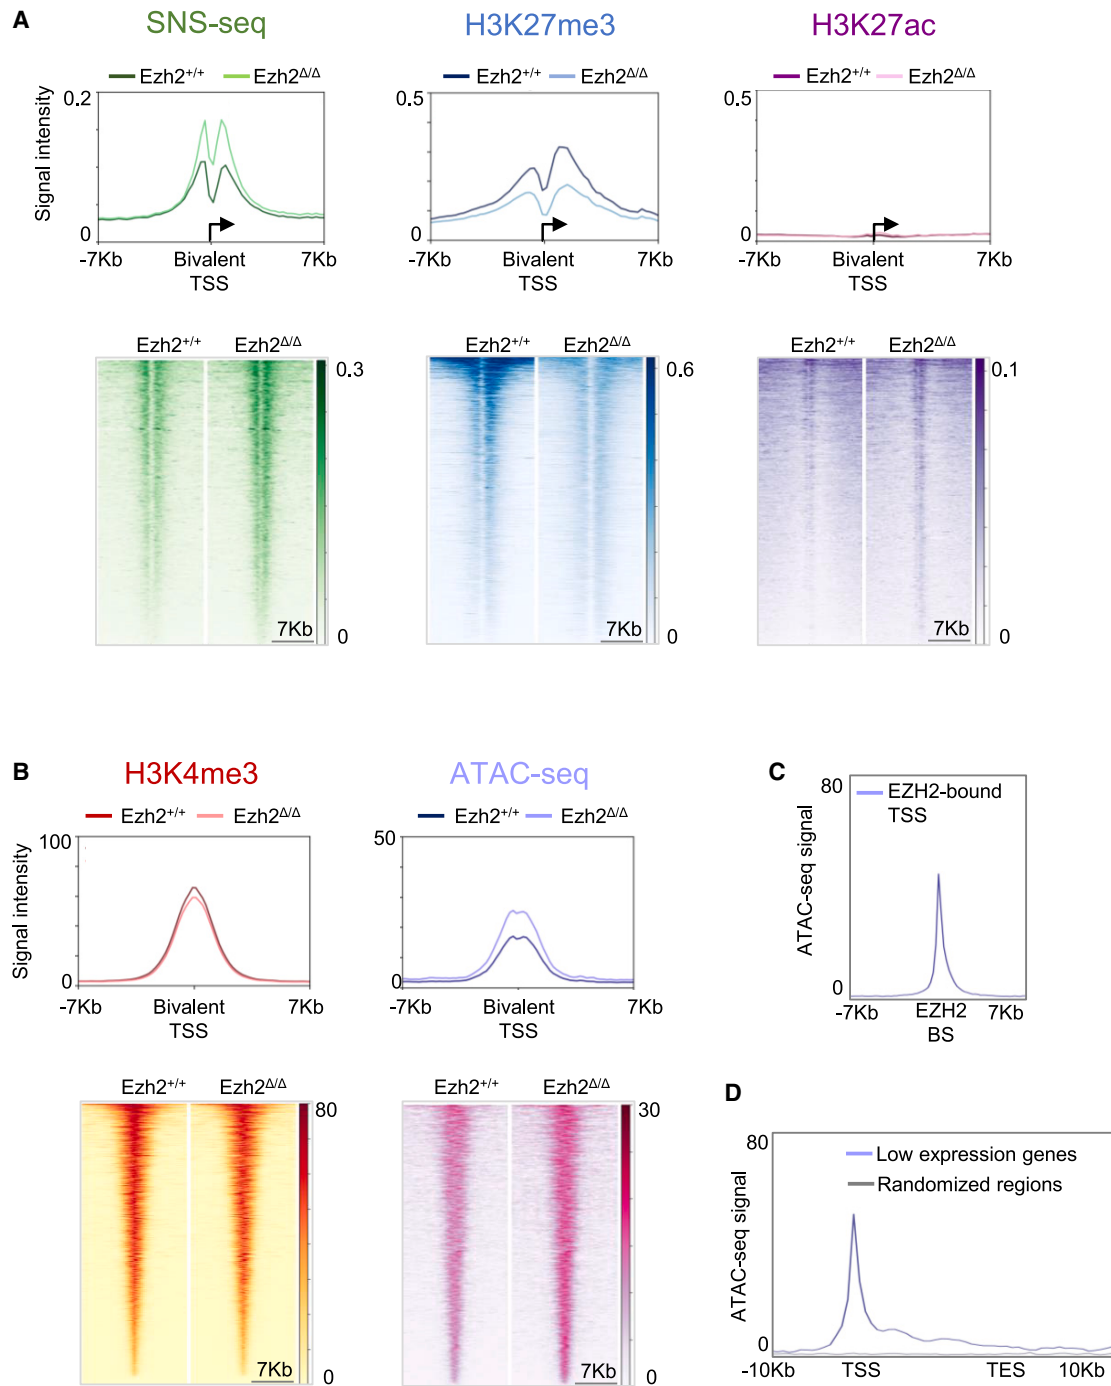 A
SNS-seq
H3K27me3
H3K27ac
Ezh2+/+ Ezh2Δ/Δ
Ezh2+/+ Ezh2Δ/Δ
Ezh2+/+ Ezh2Δ/Δ
Signal intensity
0.2
0
-7Kb Bivalent TSS 7Kb
0.5
0
-7Kb Bivalent TSS 7Kb
0.5
0
-7Kb Bivalent TSS 7Kb
Ezh2+/+ Ezh2Δ/Δ
0.3
0
7Kb
Ezh2+/+ Ezh2Δ/Δ
0.6
0
7Kb
Ezh2+/+ Ezh2Δ/Δ
0.1
0
7Kb
B
H3K4me3
ATAC-seq
Ezh2+/+ Ezh2Δ/Δ
Ezh2+/+ Ezh2Δ/Δ
Signal intensity
100
0
-7Kb Bivalent TSS 7Kb
50
0
-7Kb Bivalent TSS 7Kb
Ezh2+/+ Ezh2Δ/Δ
80
0
7Kb
Ezh2+/+ Ezh2Δ/Δ
30
0
7Kb
C
ATAC-seq signal
80
0
EZH2-bound
TSS
-7Kb EZH2 BS 7Kb
D
ATAC-seq signal
80
0
Low expression genes
Randomized regions
-10Kb TSS TES 10Kb